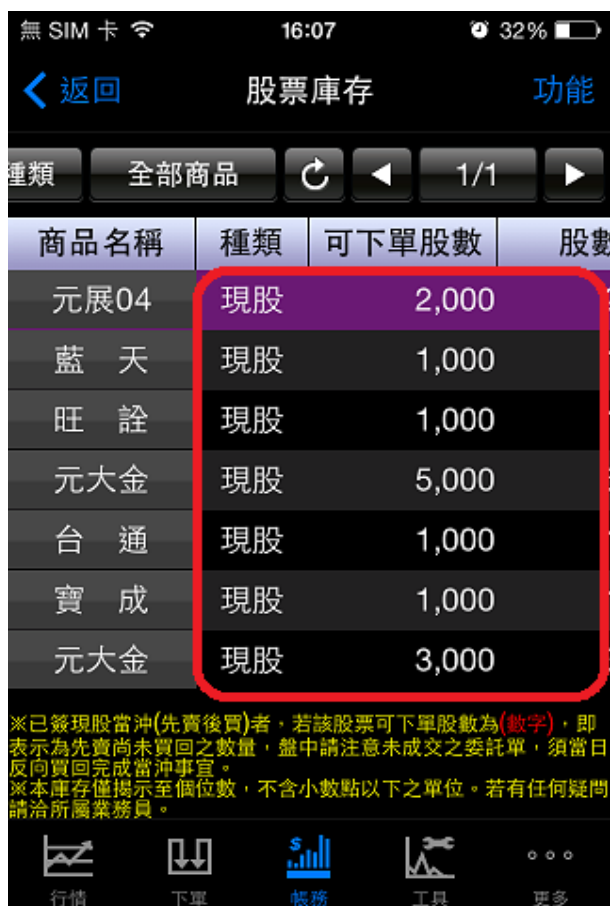 無 SIM 卡 16:07 32%
返回 股票庫存 功能
種類 全部商品 1/1
商品名稱 種類 可下單股數 股數
元展04 現股 2,000
藍 天 現股 1,000
旺 詮 現股 1,000
元大金 現股 5,000
台 通 現股 1,000
寶 成 現股 1,000
元大金 現股 3,000
※已簽現股當沖(先賣後買)者，若該股票可下單股數為(數字)，即
表示為先賣尚未買回之數量，盤中請注意未成交之委託單，須當日
反向買回完成當沖事宜。
※本庫存僅揭示至個位數，不含小數點以下之單位。若有任何疑問
請洽所屬業務員。
行情 下單 帳務 工具 更多